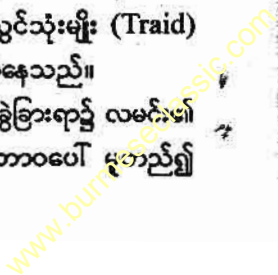 လွင်သုံးမျိုး (Traid)
နေသည်။
ခွဲခြားရာ၌ လမင်း၏
ဘာဝပေါ် မူတည်၍
www.burmeseclassic.com